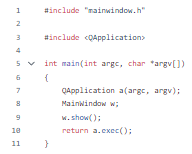 1 #include "mainwindow.h"
2
3 #include <QApplication>
4
5 int main(int argc, char *argv[])
6 {
7 QApplication a(argc, argv);
8 MainWindow w;
9 w.show();
10 return a.exec();
11 }